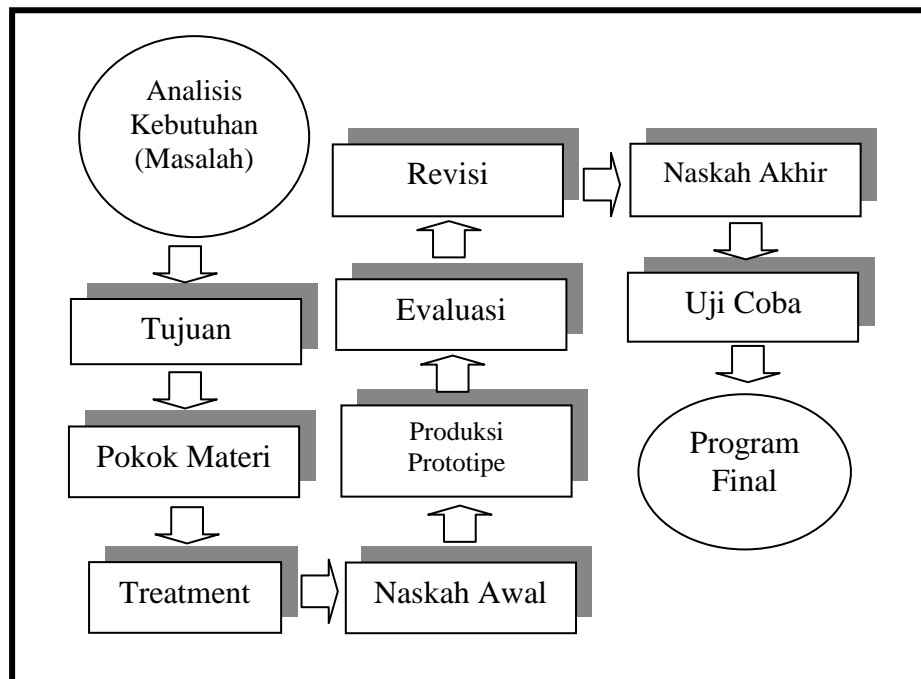 Analisis
Kebutuhan
(Masalah)
Tujuan
Pokok Materi
Treatment
Naskah Awal
Produksi
Prototipe
Evaluasi
Revisi
Naskah Akhir
Uji Coba
Program
Final